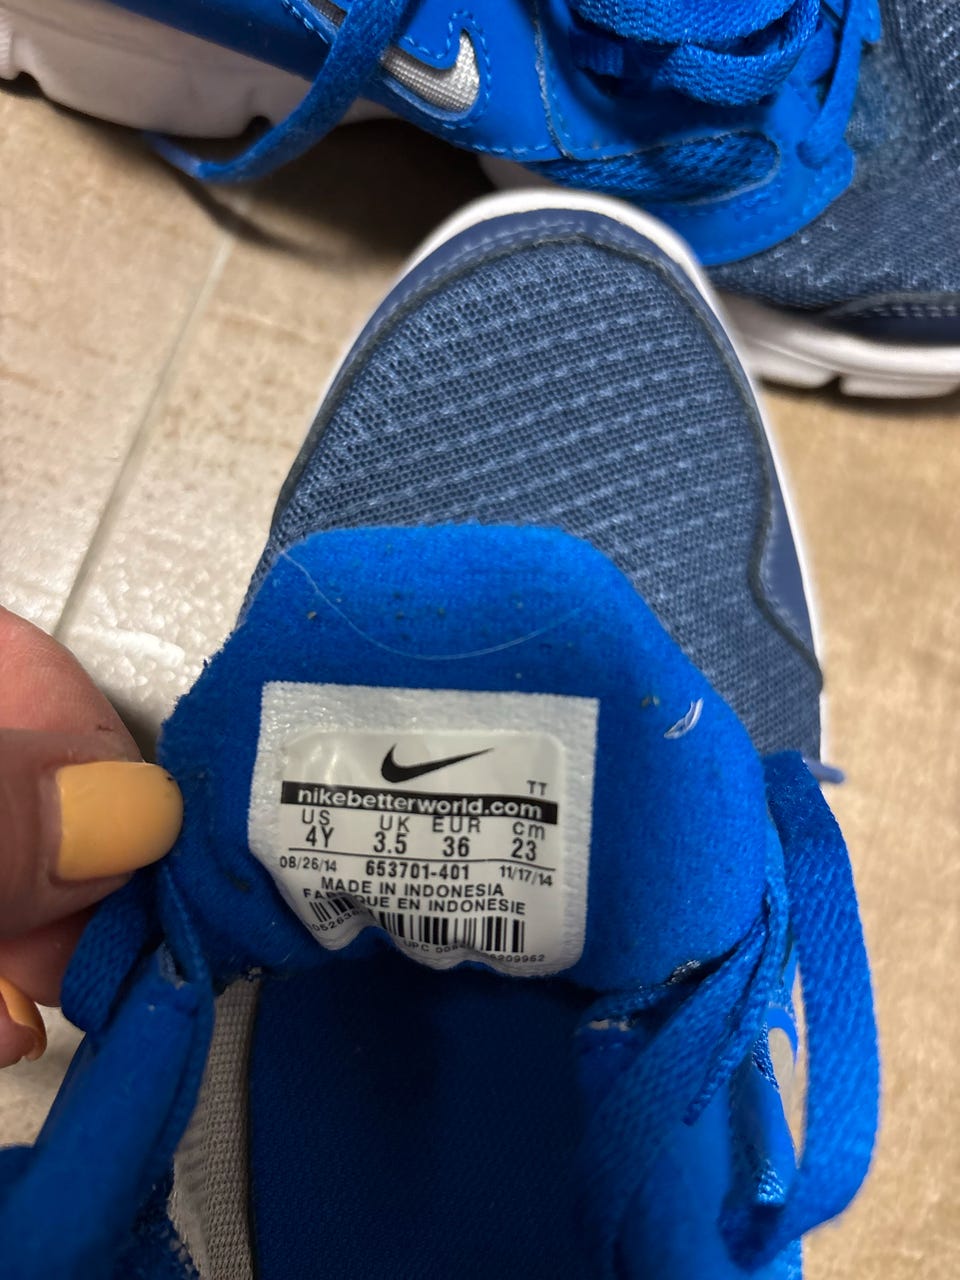 TT
nikebetterworld.com
US UK EUR cm
4Y 3.5 36 23
08/26/14 653701-401 11/17/14
MADE IN INDONESIA
EN INDONESIE
UPC